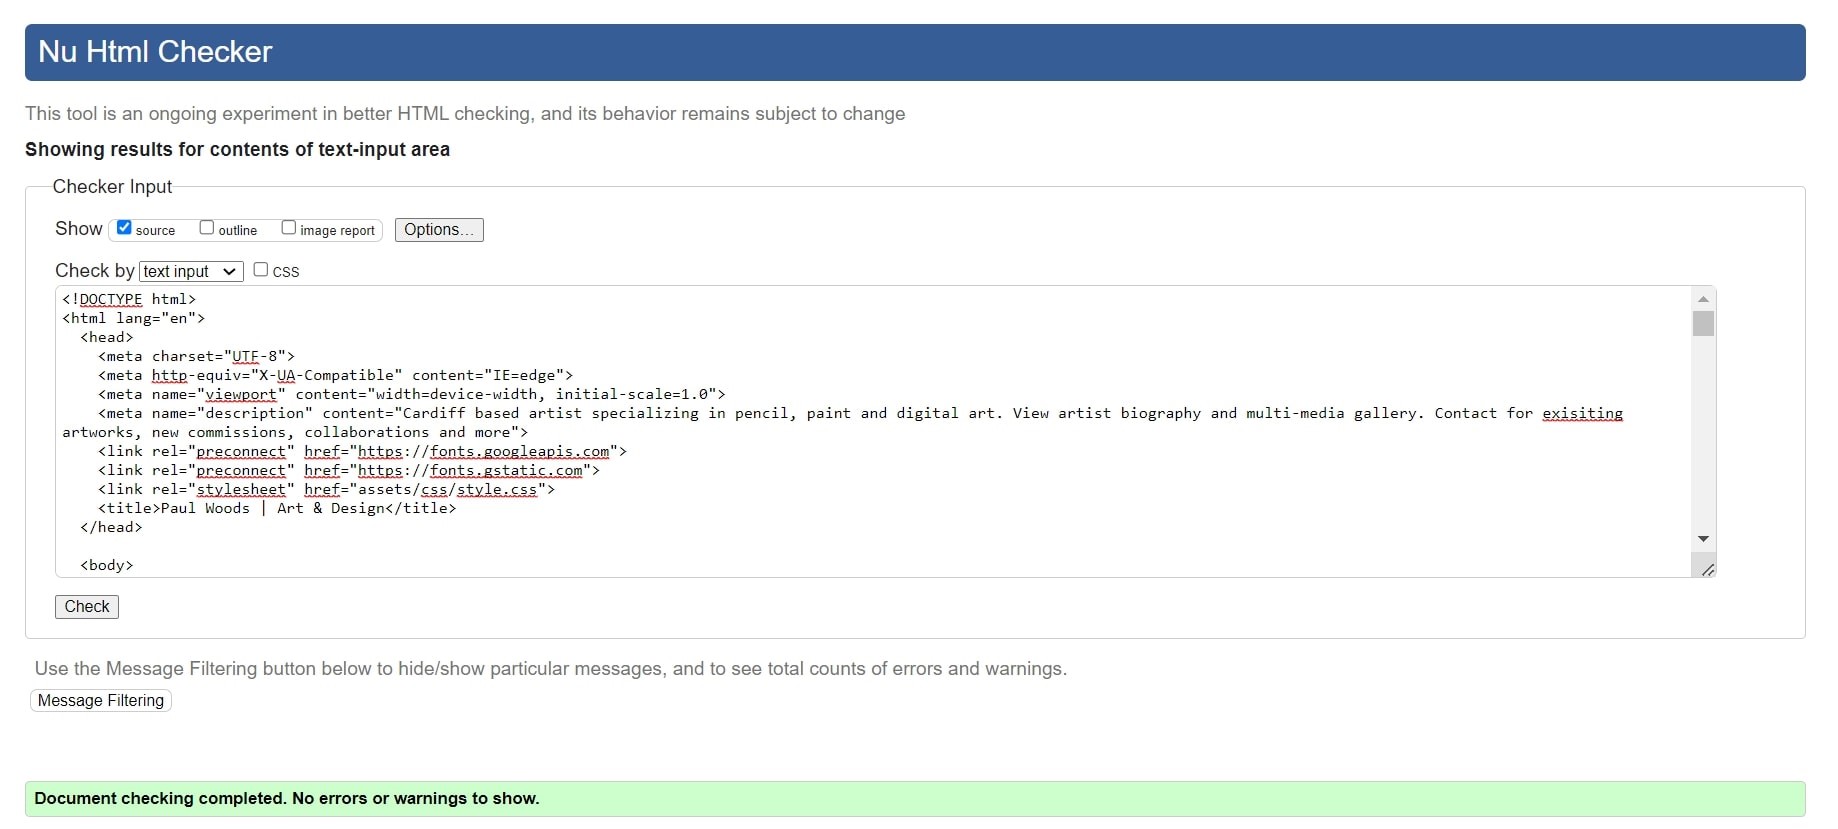 Nu Html Checker
This tool is an ongoing experiment in better HTML checking, and its behavior remains subject to change
Showing results for contents of text-input area
Checker Input
Show source outline image report Options...
Check by text input css
<!DOCTYPE html>
<html lang="en">
<head>
<meta charset="UTF-8">
<meta http-equiv="X-UA-Compatible" content="IE=edge">
<meta name="viewport" content="width=device-width, initial-scale=1.0">
<meta name="description" content="Cardiff based artist specializing in pencil, paint and digital art. View artist biography and multi-media gallery. Contact for exisiting
artworks, new commissions, collaborations and more">
<link rel="preconnect" href="https://fonts.googleapis.com">
<link rel="preconnect" href="https://fonts.gstatic.com">
<link rel="stylesheet" href="assets/css/style.css">
<title>Paul Woods | Art & Design</title>
</head>
<body>
Check
Use the Message Filtering button below to hide/show particular messages, and to see total counts of errors and warnings.
Message Filtering
Document checking completed. No errors or warnings to show.